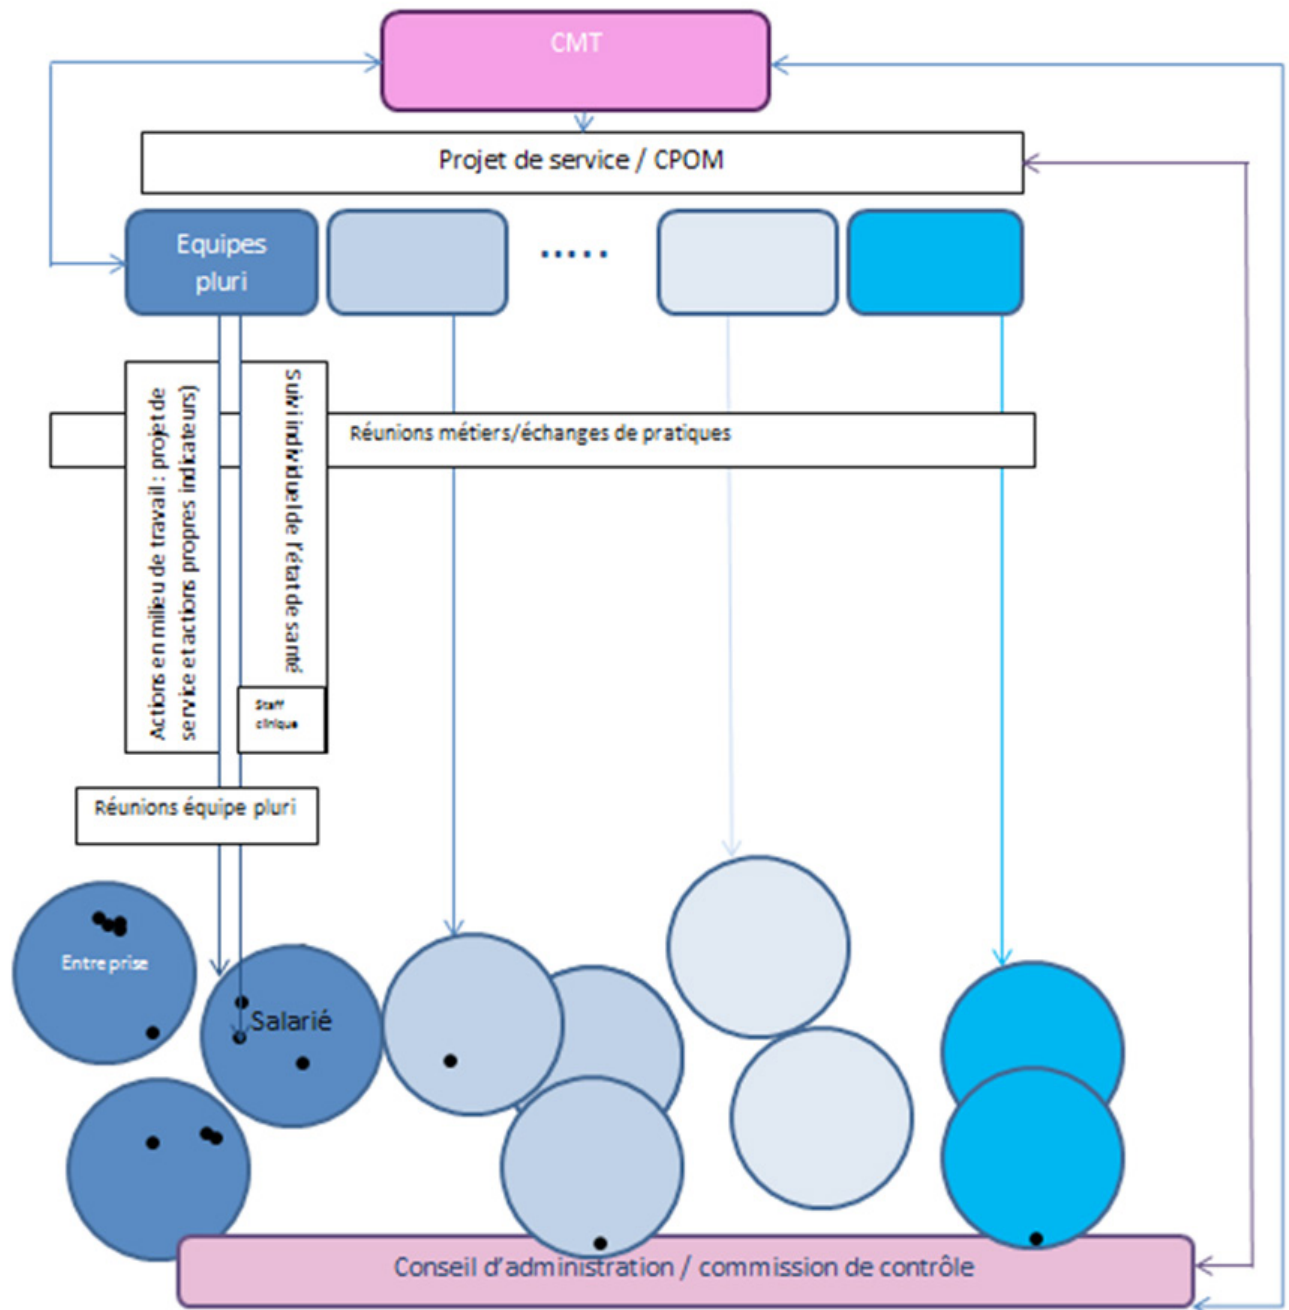 CMT
Projet de service / CPOM
Equipes
pluri
.....
Actions en milieu de travail : projet de
service et actions propres indicateurs)
Suivi individuel de l'état de santé
Réunions métiers/échanges de pratiques
Staff
clinique
Réunions équipe pluri
Entreprise
Salarié
Conseil d'administration / commission de contrôle